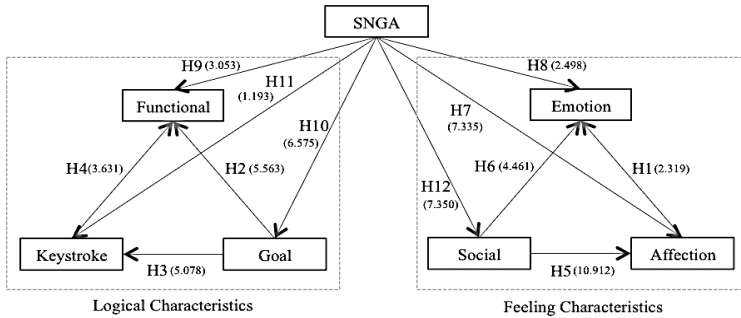 SNGA
H9 (3.053)
H8 (2.498)
H11
(1.193)
Functional
Emotion
H7
(7.335)
H10
(6.575)
H4 (3.631)
H2 (5.563)
H6 (4.461)
H1 (2.319)
H12
(7.350)
Keystroke
Goal
Social
Affection
H3 (5.078)
H5 (10.912)
Logical Characteristics
Feeling Characteristics